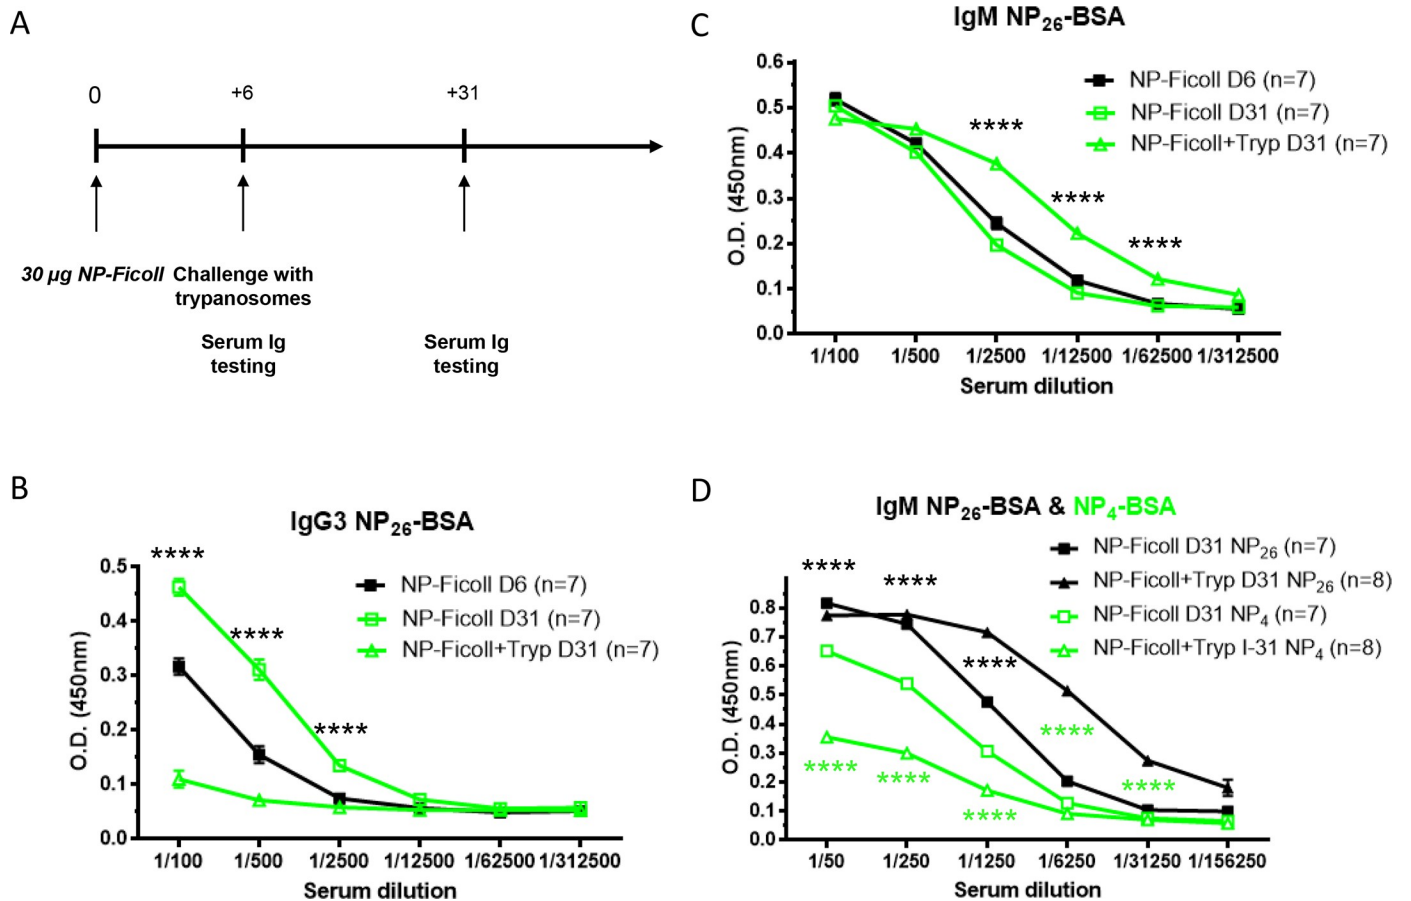 A
0
+6
+31
30 µg NP-Ficoll
Challenge with
trypanosomes
Serum Ig
testing
Serum Ig
testing
B
IgG3 NP26-BSA
NP-Ficoll D6 (n=7)
NP-Ficoll D31 (n=7)
NP-Ficoll+Tryp D31 (n=7)
O.D. (450nm)
0.5
0.4
0.3
0.2
0.1
0.0
****
****
****
1/100 1/500 1/2500 1/12500 1/62500 1/312500
Serum dilution
C
IgM NP26-BSA
NP-Ficoll D6 (n=7)
NP-Ficoll D31 (n=7)
NP-Ficoll+Tryp D31 (n=7)
O.D. (450nm)
0.6
0.5
0.4
0.3
0.2
0.1
0.0
****
****
****
1/100 1/500 1/2500 1/12500 1/62500 1/312500
Serum dilution
D
IgM NP26-BSA & NP4-BSA
NP-Ficoll D31 NP26 (n=7)
NP-Ficoll+Tryp D31 NP26 (n=8)
NP-Ficoll D31 NP4 (n=7)
NP-Ficoll+Tryp I-31 NP4 (n=8)
O.D. (450nm)
0.8
0.7
0.6
0.5
0.4
0.3
0.2
0.1
0.0
****
****
****
****
****
****
****
****
1/50 1/250 1/1250 1/6250 1/31250 1/156250
Serum dilution